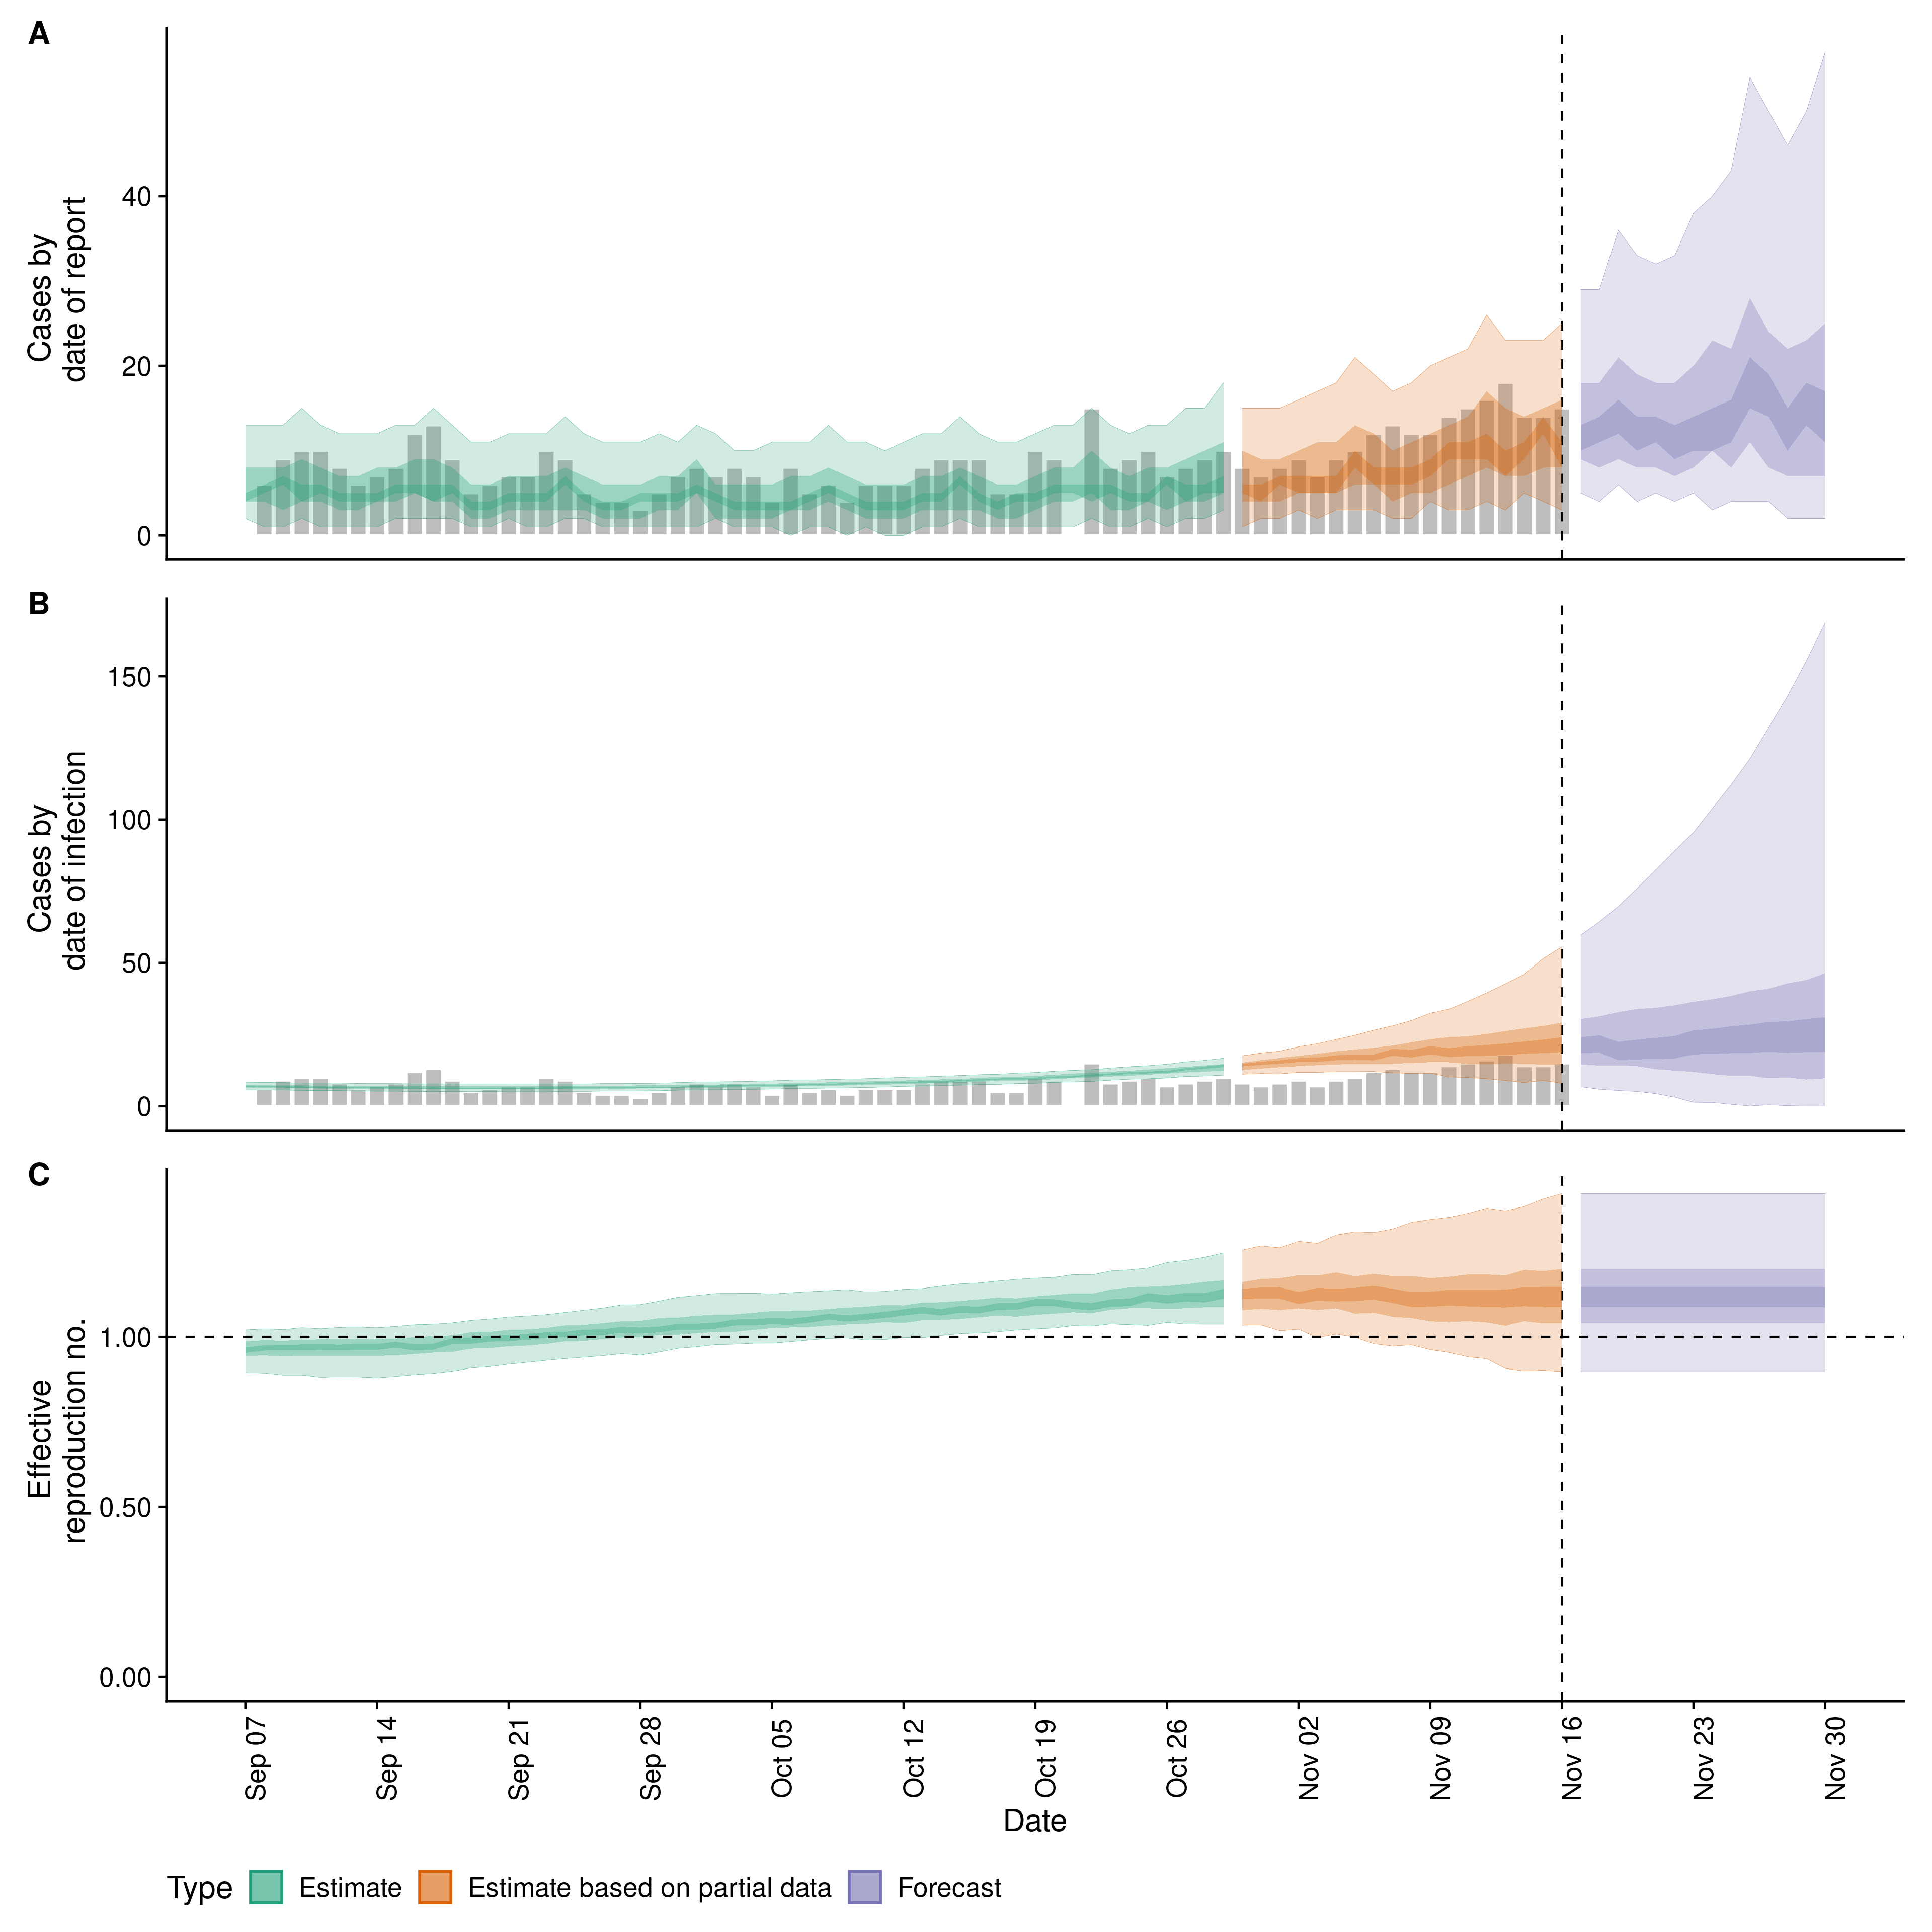 A
Cases by
date of report
40
20
0
B
Cases by
date of infection
150
100
50
0
C
Effective
reproduction no.
1.00
0.50
0.00
Sep 07
Sep 14
Sep 21
Sep 28
Oct 05
Oct 12
Oct 19
Oct 26
Nov 02
Nov 09
Nov 16
Nov 23
Nov 30
Date
Type Estimate Estimate based on partial data Forecast